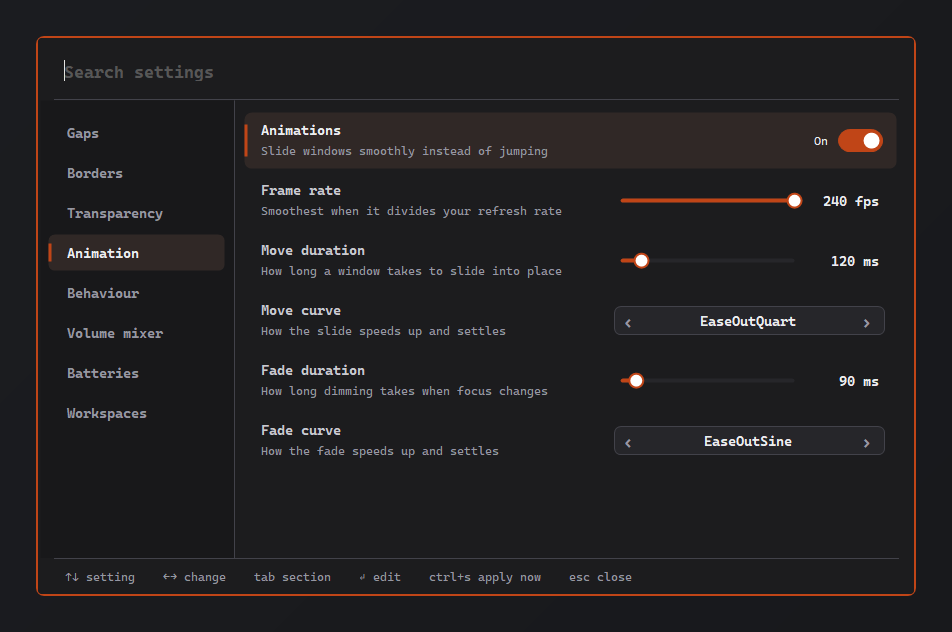 Search settings
Gaps
Borders
Transparency
Animation
Behaviour
Volume mixer
Batteries
Workspaces
Animations
Slide windows smoothly instead of jumping
On
Frame rate
Smoothest when it divides your refresh rate
240 fps
Move duration
How long a window takes to slide into place
120 ms
Move curve
How the slide speeds up and settles
‹ EaseOutQuart ›
Fade duration
How long dimming takes when focus changes
90 ms
Fade curve
How the fade speeds up and settles
‹ EaseOutSine ›
↑↓ setting ↔ change tab section ↲ edit ctrl+s apply now esc close